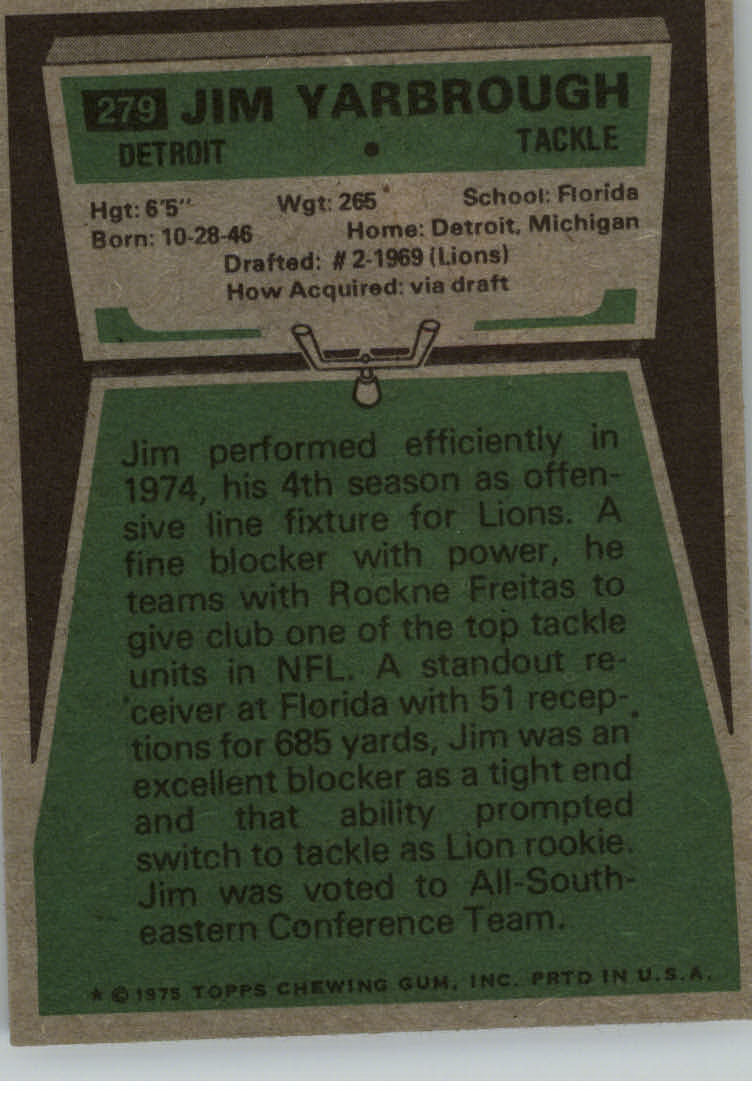 279 JIM YARBROUGH
DETROIT • TACKLE
Hgt: 6'5" Wgt: 265 School: Florida
Born: 10-28-46 Home: Detroit, Michigan
Drafted: #2-1969 (Lions)
How Acquired: via draft
Jim performed efficiently in
1974, his 4th season as offen-
sive line fixture for Lions. A
fine blocker with power, he
teams with Rockne Freitas to
give club one of the top tackle
units in NFL. A standout re-
ceiver at Florida with 51 recep-
tions for 685 yards, Jim was an
excellent blocker as a tight end
and that ability prompted
switch to tackle as Lion rookie.
Jim was voted to All-South-
eastern Conference Team.
* © 1975 TOPPS CHEWING GUM, INC. PRTD IN U.S.A.